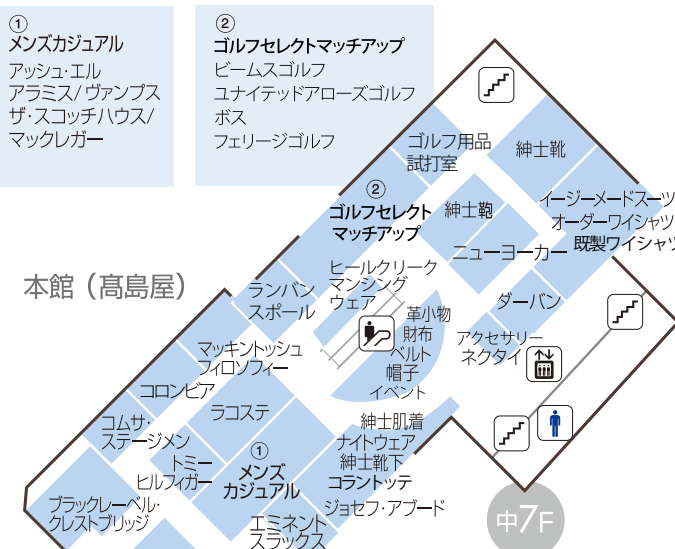 ①
メンズカジュアル
アッシュ・エル
アラミス/ヴァンプス
ザ・スコッチハウス/
マックレガー
②
ゴルフセレクトマッチアップ
ビームスゴルフ
ユナイテッドアローズゴルフ
ボス
フェリージゴルフ
本館（髙島屋）
ゴルフ用品
試打室
紳士靴
②
ゴルフセレクト
マッチアップ
紳士鞄
イージーメードスーツ
オーダーワイシャツ
既製ワイシャツ
ニューヨーカー
ヒールクリーク
マンシング
ウェア
ランバン
スポール
ダーバン
革小物
財布
ベルト
帽子
イベント
アクセサリー
ネクタイ
マッキントッシュ
フィロソフィー
コロンビア
ラコステ
コムサ・
ステージメン
トミー
ヒルフィガー
①
メンズ
カジュアル
紳士肌着
ナイトウェア
紳士靴下
コラントッテ
ジョセフ・アブード
ブラックレーベル・
クレストブリッジ
エミネント
スラックス
中7F